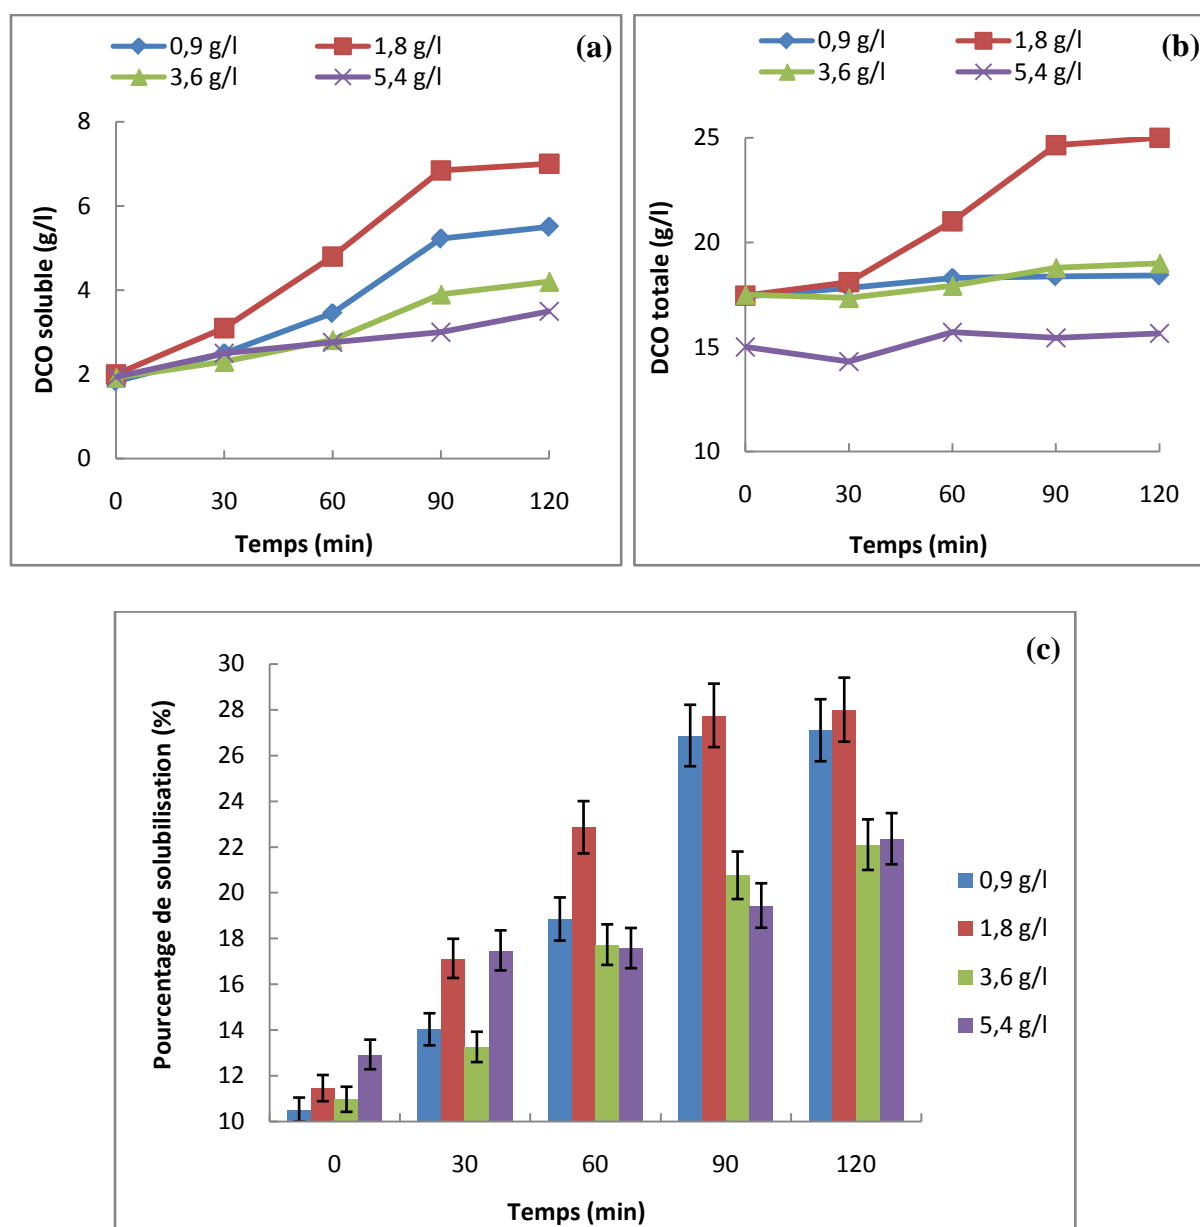 0,9 g/l 1,8 g/l (a)
3,6 g/l 5,4 g/l
8
6
4
2
0
DCO soluble (g/l)
0 30 60 90 120
Temps (min)
0,9 g/l 1,8 g/l (b)
3,6 g/l 5,4 g/l
25
20
15
10
DCO totale (g/l)
0 30 60 90 120
Temps (min)
(c)
30
28
26
24
22
20
18
16
14
12
10
Pourcentage de solubilisation (%)
0 30 60 90 120
Temps (min)
0,9 g/l
1,8 g/l
3,6 g/l
5,4 g/l